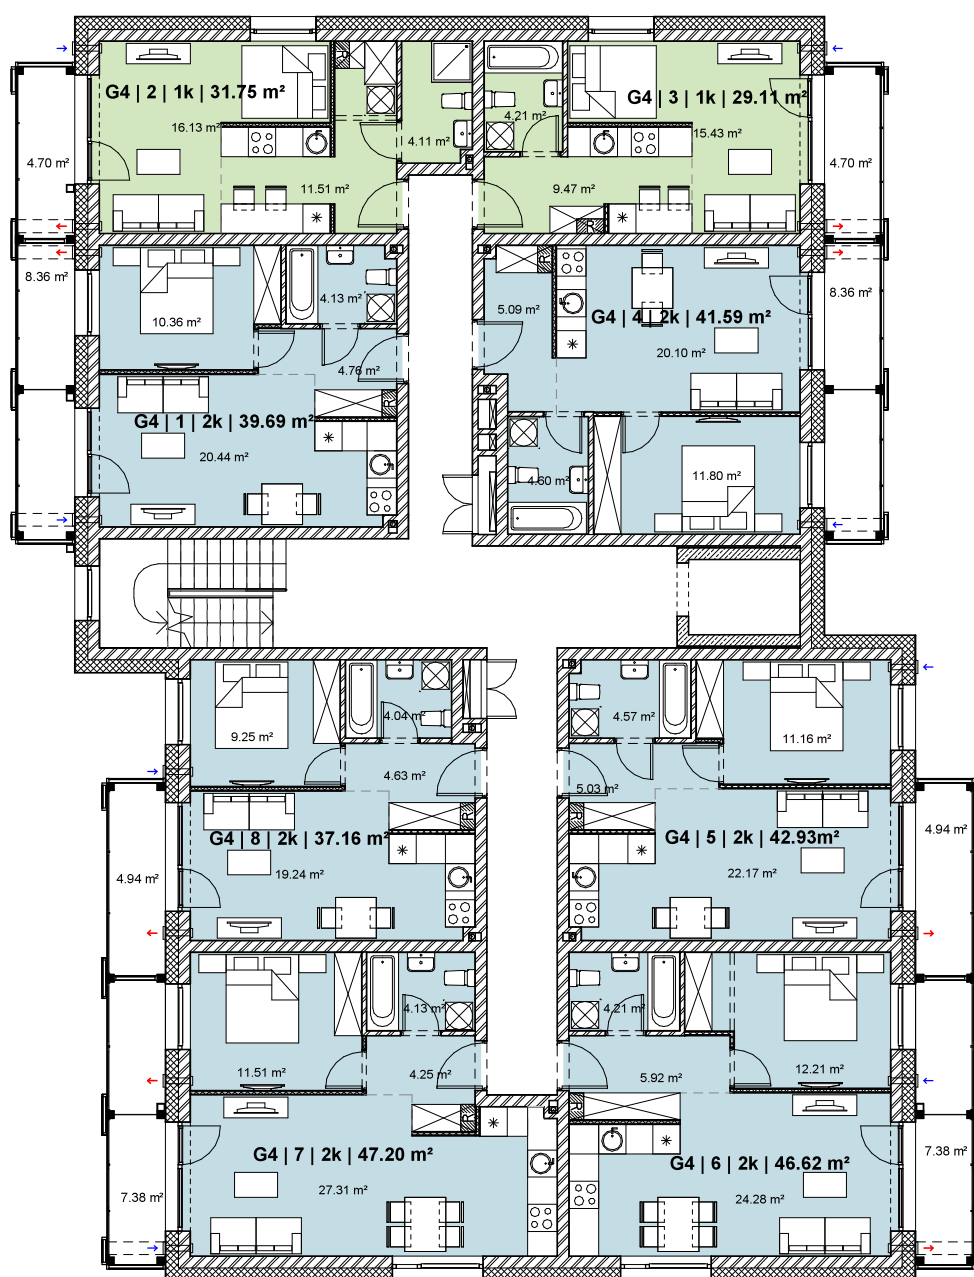 G4 | 2 | 1k | 31.75 m²
G4 | 3 | 1k | 29.11 m²
16.13 m²
4.11 m²
4.21 m²
15.43 m²
4.70 m²
11.51 m²
9.47 m²
4.70 m²
R
R
8.36 m²
10.36 m²
4.13 m²
5.09 m²
R
G4 | 4 | 2k | 41.59 m²
8.36 m²
4.76 m²
20.10 m²
R
G4 | 1 | 2k | 39.69 m²
20.44 m²
4.60 m²
11.80 m²
9.25 m²
4.04 m²
4.57 m²
11.16 m²
4.63 m²
5.03 m²
R
R
G4 | 8 | 2k | 37.16 m²
G4 | 5 | 2k | 42.93m²
4.94 m²
4.94 m²
19.24 m²
22.17 m²
4.13 m²
4.21 m²
11.51 m²
4.25 m²
5.92 m²
12.21 m²
R
R
G4 | 7 | 2k | 47.20 m²
G4 | 6 | 2k | 46.62 m²
7.38 m²
7.38 m²
27.31 m²
24.28 m²